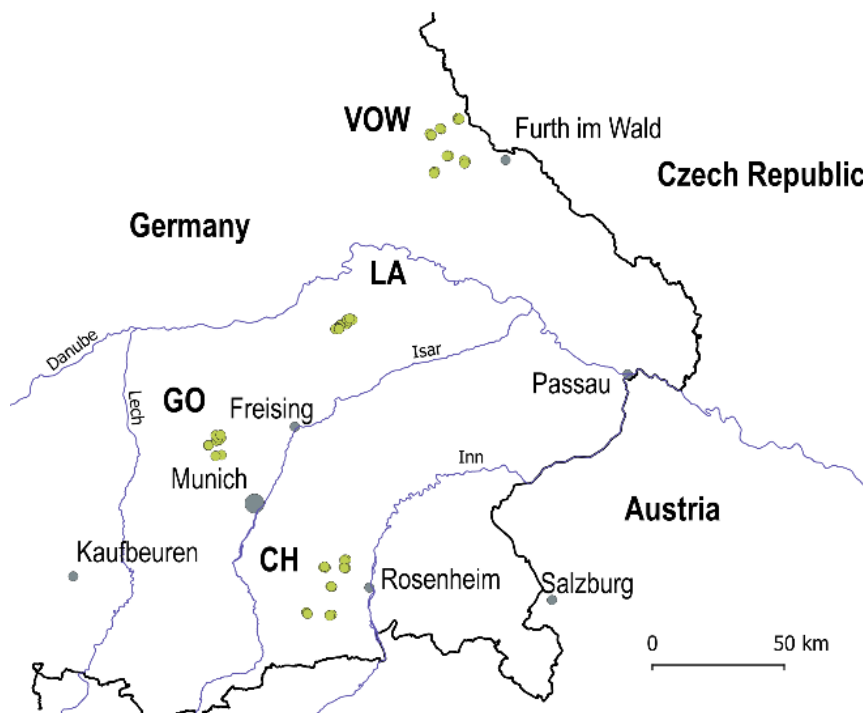 VOW
Furth im Wald
Czech Republic
Germany
LA
Danube
Isar
Lech
GO
Freising
Passau
Inn
Munich
Austria
Kaufbeuren
CH
Rosenheim
Salzburg
0 50 km